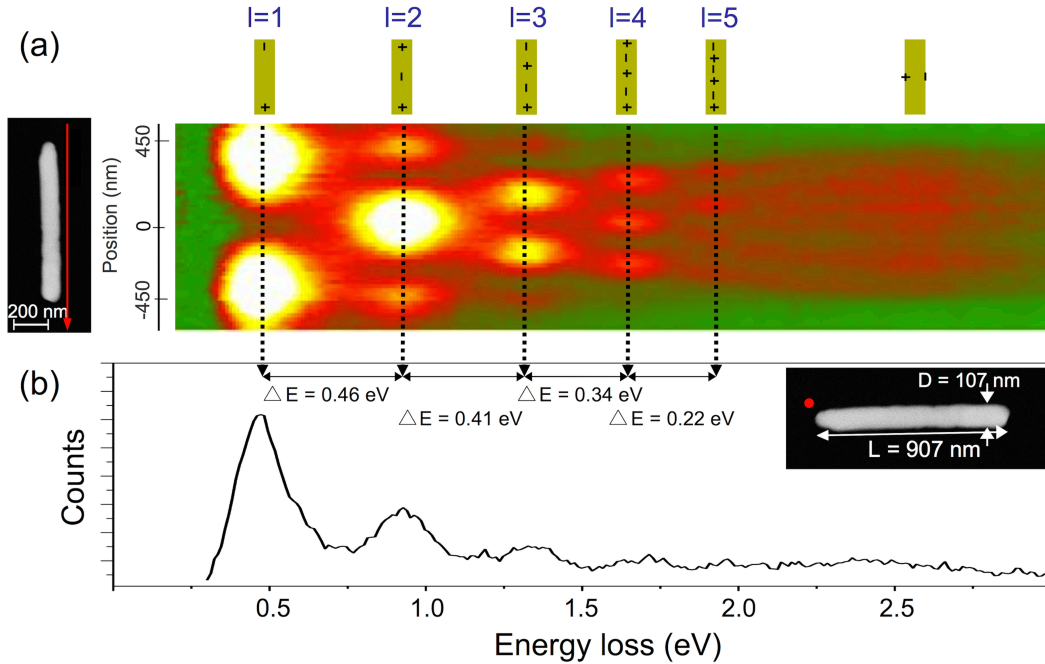 (a)
l=1 l=2 l=3 l=4 l=5
200 nm
Position (nm)
450
0
-450
(b)
△ E = 0.46 eV
△ E = 0.41 eV
△ E = 0.34 eV
△ E = 0.22 eV
D = 107 nm
L = 907 nm
Counts
0.5 1.0 1.5 2.0 2.5
Energy loss (eV)